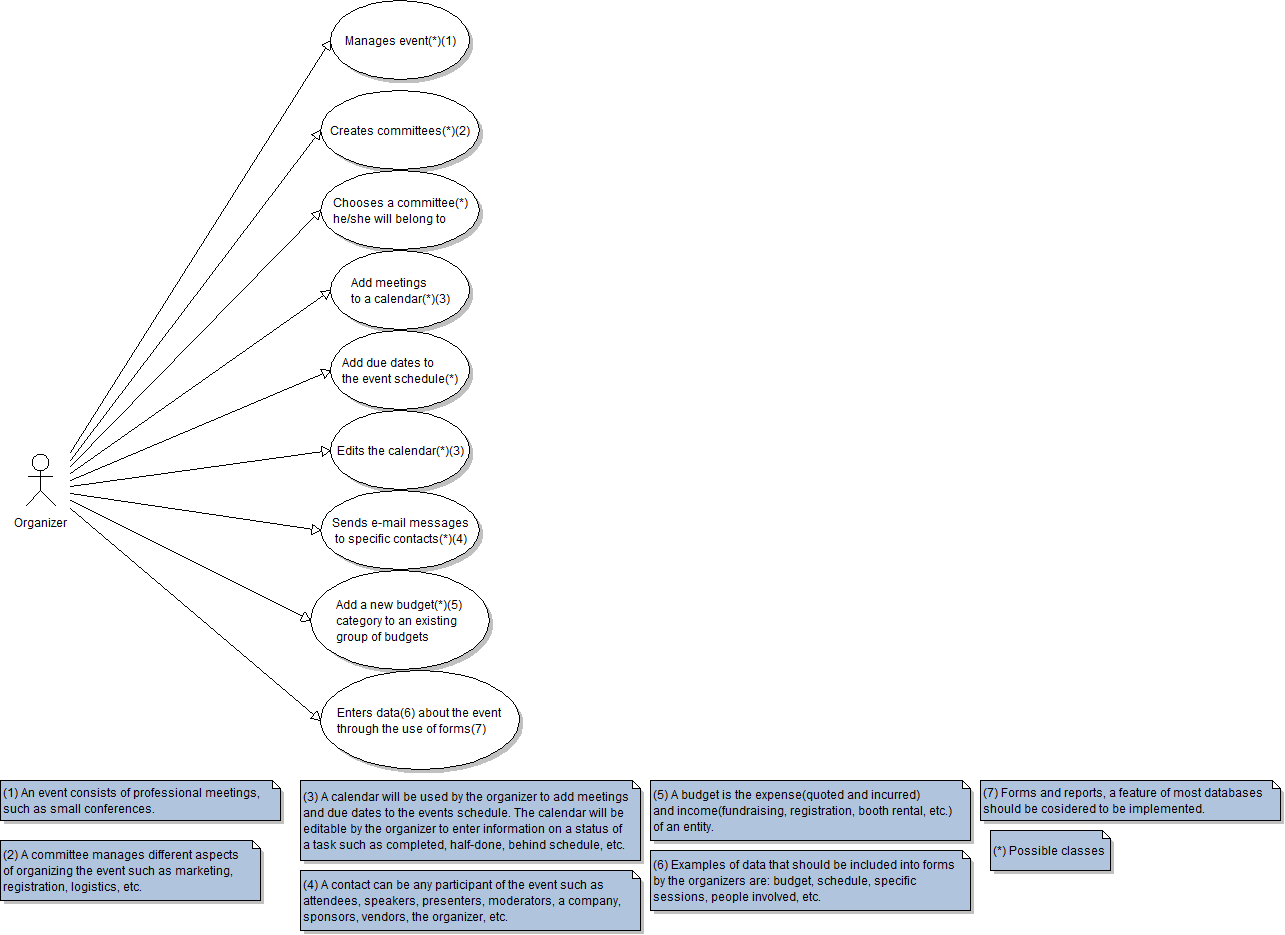 Manages event(*)(1)
Creates committees(*)(2)
Chooses a committee(*)
he/she will belong to
Add meetings
to a calendar(*)(3)
Add due dates to
the event schedule(*)
Edits the calendar(*)(3)
Organizer
Sends e-mail messages
to specific contacts(*)(4)
Add a new budget(*)(5)
category to an existing
group of budgets
Enters data(6) about the event
through the use of forms(7)
(1) An event consists of professional meetings,
such as small conferences.
(2) A committee manages different aspects
of organizing the event such as marketing,
registration, logistics, etc.
(3) A calendar will be used by the organizer to add meetings
and due dates to the events schedule. The calendar will be
editable by the organizer to enter information on a status of
a task such as completed, half-done, behind schedule, etc.
(4) A contact can be any participant of the event such as
attendees, speakers, presenters, moderators, a company,
sponsors, vendors, the organizer, etc.
(5) A budget is the expense(quoted and incurred)
and income(fundraising, registration, booth rental, etc.)
of an entity.
(6) Examples of data that should be included into forms
by the organizers are: budget, schedule, specific
sessions, people involved, etc.
(7) Forms and reports, a feature of most databases
should be cosidered to be implemented.
(*) Possible classes